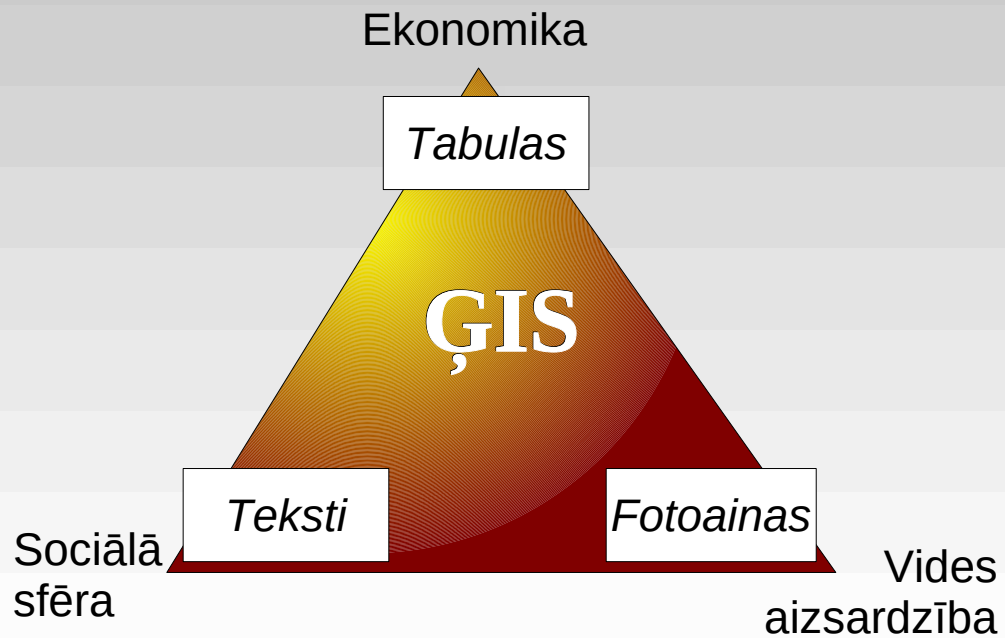 Ekonomika
Tabulas
ĢIS
Teksti
Fotoainas
Sociālā
sfēra
Vides
aizsardzība